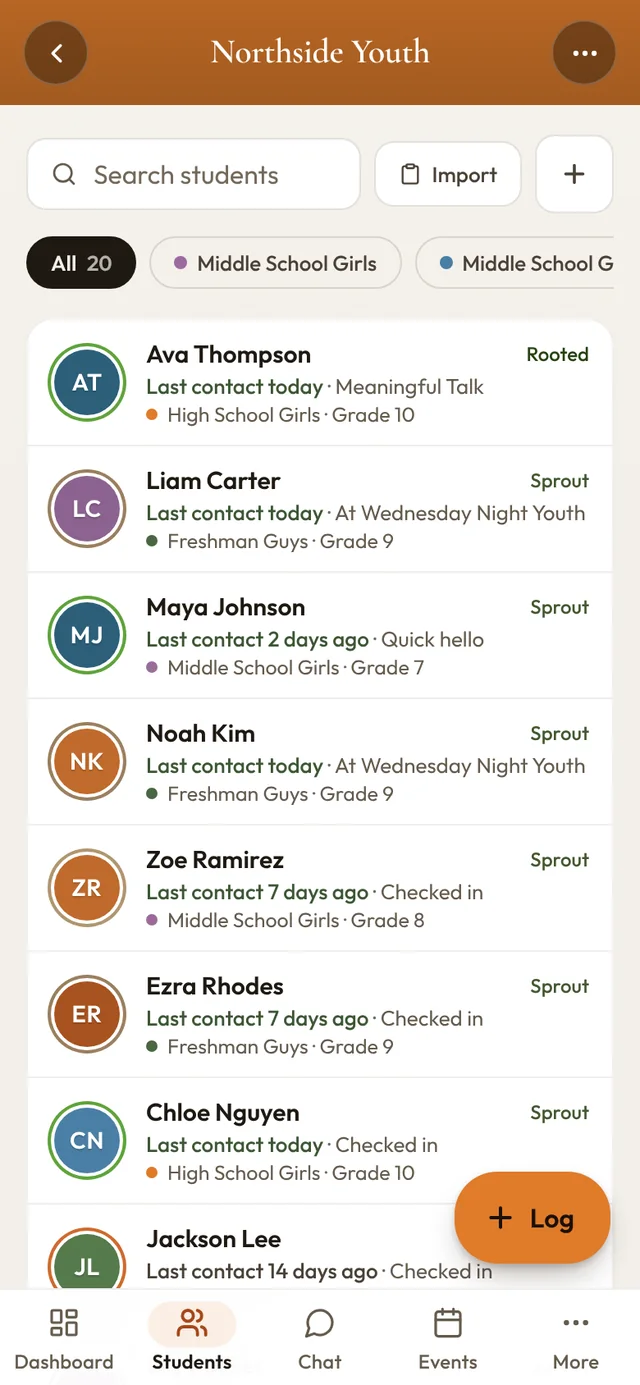 Northside Youth
Search students
Import
All 20
Middle School Girls
Middle School G
AT
Ava Thompson
Rooted
Last contact today · Meaningful Talk
High School Girls · Grade 10
LC
Liam Carter
Sprout
Last contact today · At Wednesday Night Youth
Freshman Guys · Grade 9
MJ
Maya Johnson
Sprout
Last contact 2 days ago · Quick hello
Middle School Girls · Grade 7
NK
Noah Kim
Sprout
Last contact today · At Wednesday Night Youth
Freshman Guys · Grade 9
ZR
Zoe Ramirez
Sprout
Last contact 7 days ago · Checked in
Middle School Girls · Grade 8
ER
Ezra Rhodes
Sprout
Last contact 7 days ago · Checked in
Freshman Guys · Grade 9
CN
Chloe Nguyen
Sprout
Last contact today · Checked in
High School Girls · Grade 10
JL
Jackson Lee
Last contact 14 days ago · Checked in
+ Log
Dashboard
Students
Chat
Events
More